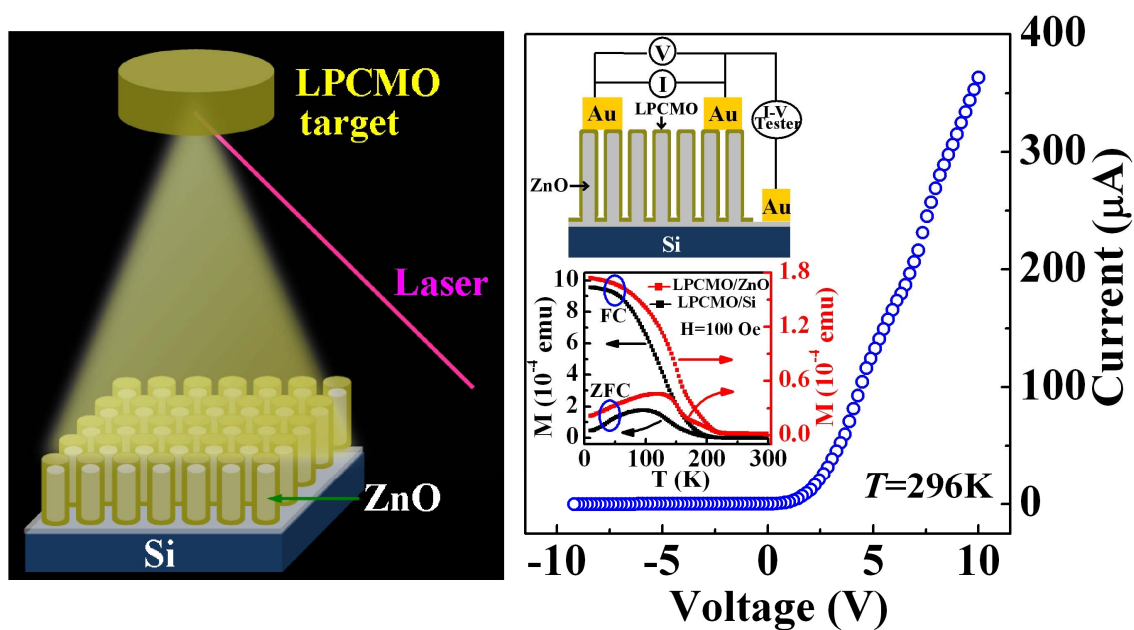 LPCMO
target
Laser
ZnO
Si
V
I
Au
LPCMO
Au
I-V
Tester
ZnO
Au
Si
10
8
6
4
2
0
M (10⁻⁴ emu)
1.8
1.2
0.6
0.0
M (10⁻⁴ emu)
LPCMO/ZnO
LPCMO/Si
FC
H=100 Oe
ZFC
0
100
200
300
T (K)
T=296K
400
300
200
100
0
Current (μA)
-10
-5
0
5
10
Voltage (V)